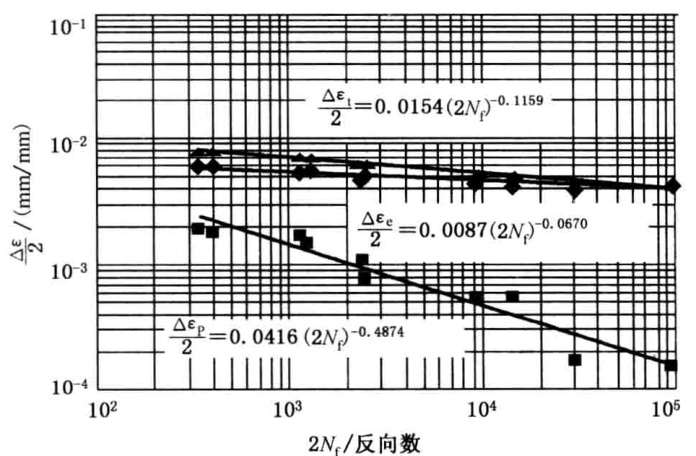 10⁻¹
Δε_t/2 = 0.0154(2N_f)^-0.1159
10⁻²
Δε/2 / (mm/mm)
Δε_e/2 = 0.0087(2N_f)^-0.0670
10⁻³
Δε_p/2 = 0.0416(2N_f)^-0.4874
10⁻⁴
10² 10³ 10⁴ 10⁵
2N_f/反向数